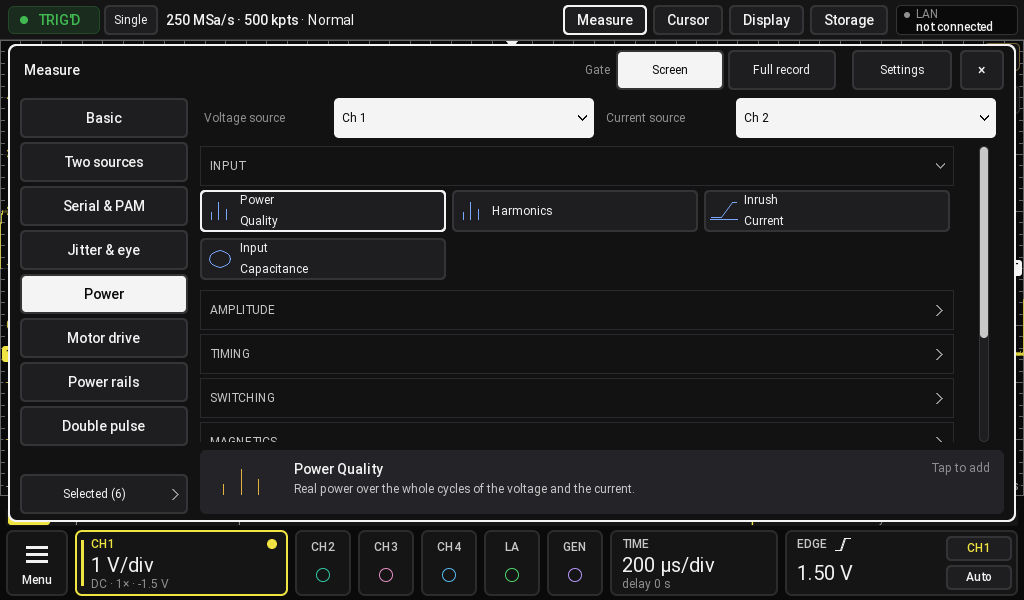 TRIG'D
Single
250 MSa/s · 500 kpts · Normal
Measure
Cursor
Display
Storage
LAN
not connected
Measure
Gate
Screen
Full record
Settings
×
Basic
Two sources
Serial & PAM
Jitter & eye
Power
Motor drive
Power rails
Double pulse
Selected (6)
Voltage source
Ch 1
Current source
Ch 2
INPUT
Power
Quality
Harmonics
Inrush
Current
Input
Capacitance
AMPLITUDE
TIMING
SWITCHING
MAGNETICS
Power Quality
Real power over the whole cycles of the voltage and the current.
Tap to add
Menu
CH1
1 V/div
DC · 1× · -1.5 V
CH2
CH3
CH4
LA
GEN
TIME
200 µs/div
delay 0 s
EDGE
1.50 V
CH1
Auto